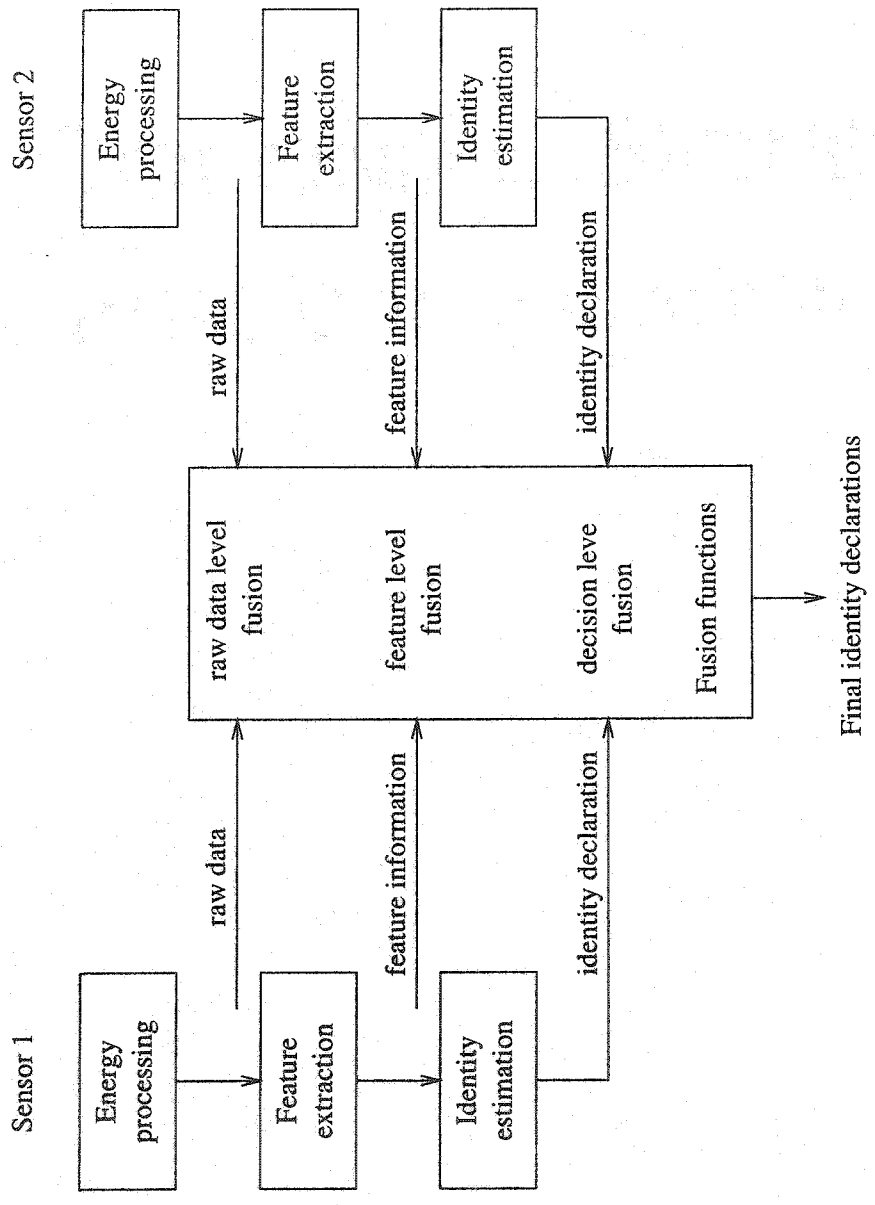 Sensor 1
Sensor 2
Energy
processing
Energy
processing
raw data
raw data level
fusion
raw data
Feature
extraction
Feature
extraction
feature information
feature level
fusion
feature information
Identity
estimation
Identity
estimation
identity declaration
decision leve
fusion
identity declaration
Fusion functions
Final identity declarations